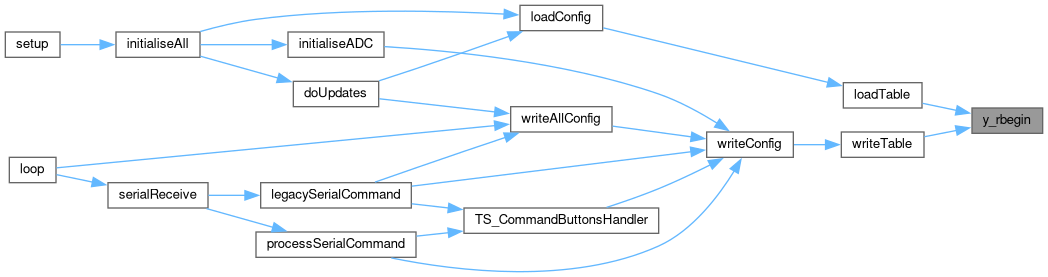 loadConfig
setup
initialiseAll
initialiseADC
doUpdates
loadTable
y_rbegin
writeAllConfig
writeConfig
writeTable
loop
serialReceive
legacySerialCommand
TS_CommandButtonsHandler
processSerialCommand